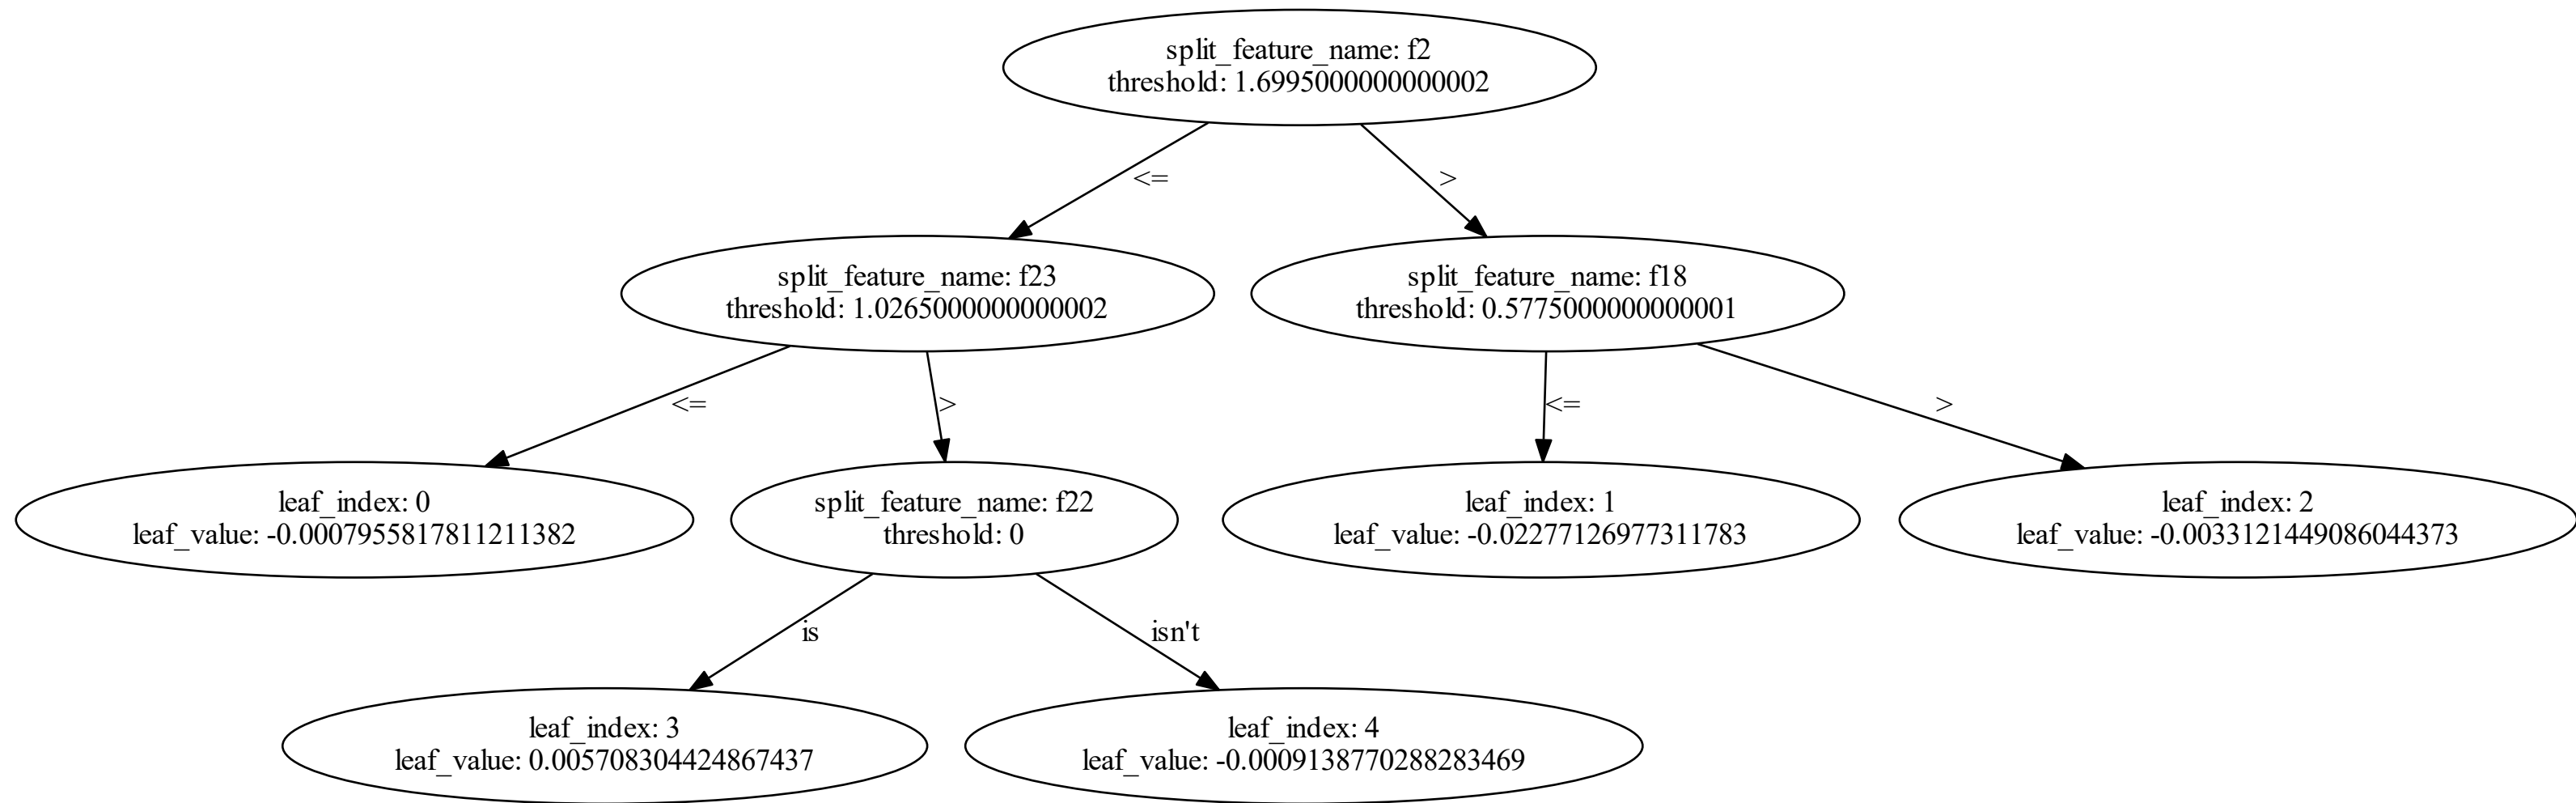 split_feature_name: f2
threshold: 1.6995000000000002
<=
>
split_feature_name: f23
threshold: 1.0265000000000002
split_feature_name: f18
threshold: 0.5775000000000001
<=
>
<=
>
leaf_index: 0
leaf_value: -0.0007955817811211382
split_feature_name: f22
threshold: 0
leaf_index: 1
leaf_value: -0.02277126977311783
leaf_index: 2
leaf_value: -0.0033121449086044373
is
isn't
leaf_index: 3
leaf_value: 0.005708304424867437
leaf_index: 4
leaf_value: -0.0009138770288283469